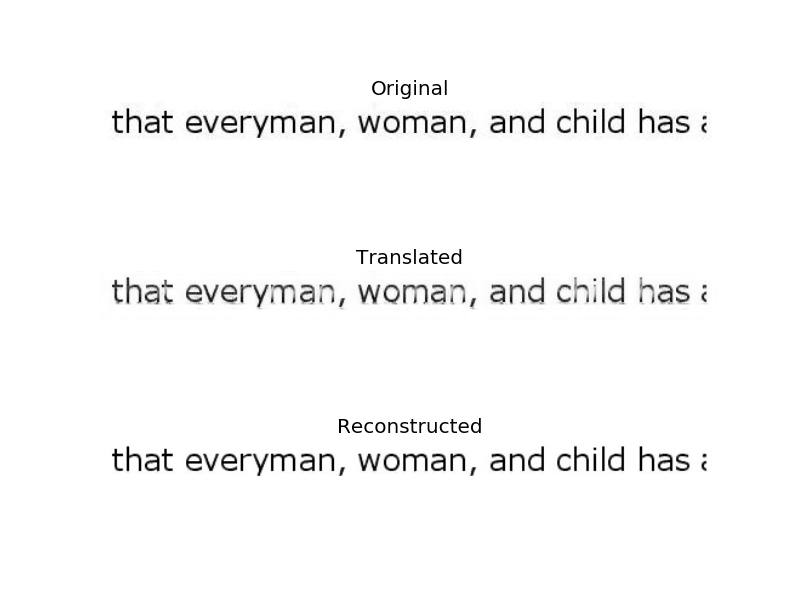 Original
that everyman, woman, and child has
Translated
that everyman, woman, and child has
Reconstructed
that everyman, woman, and child has